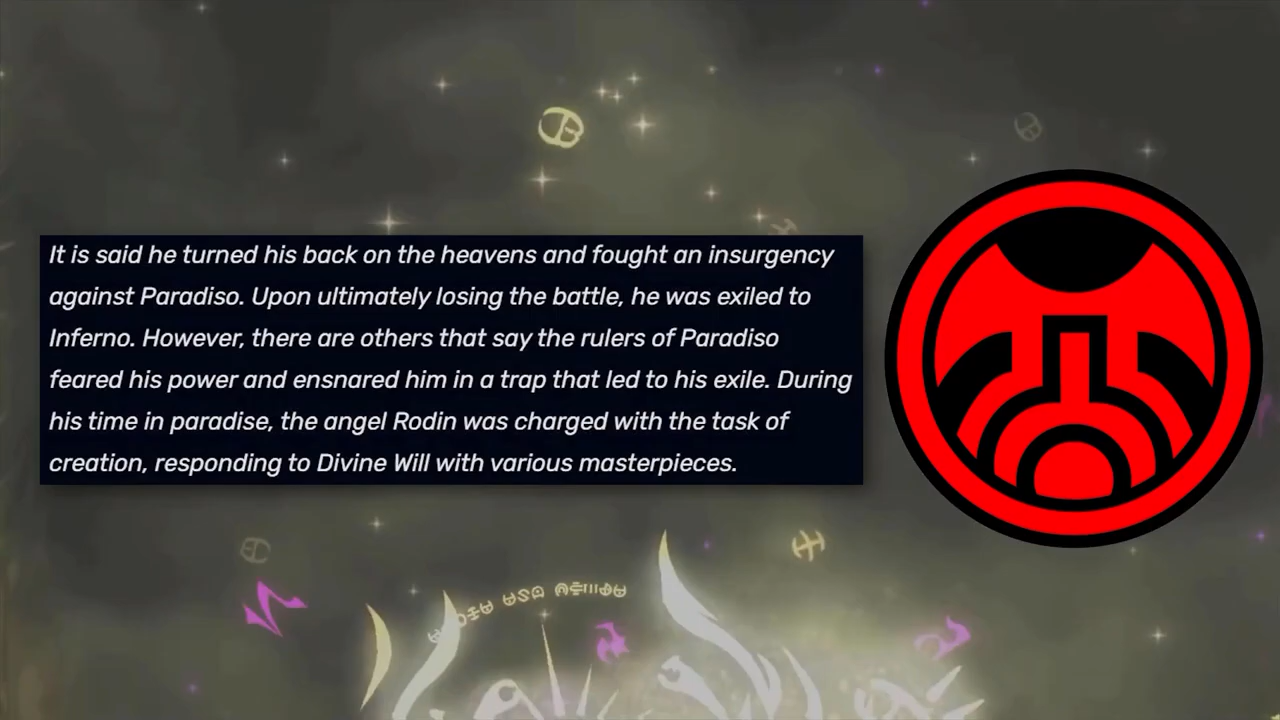 It is said he turned his back on the heavens and fought an insurgency
against Paradiso. Upon ultimately losing the battle, he was exiled to
Inferno. However, there are others that say the rulers of Paradiso
feared his power and ensnared him in a trap that led to his exile. During
his time in paradise, the angel Rodin was charged with the task of
creation, responding to Divine Will with various masterpieces.